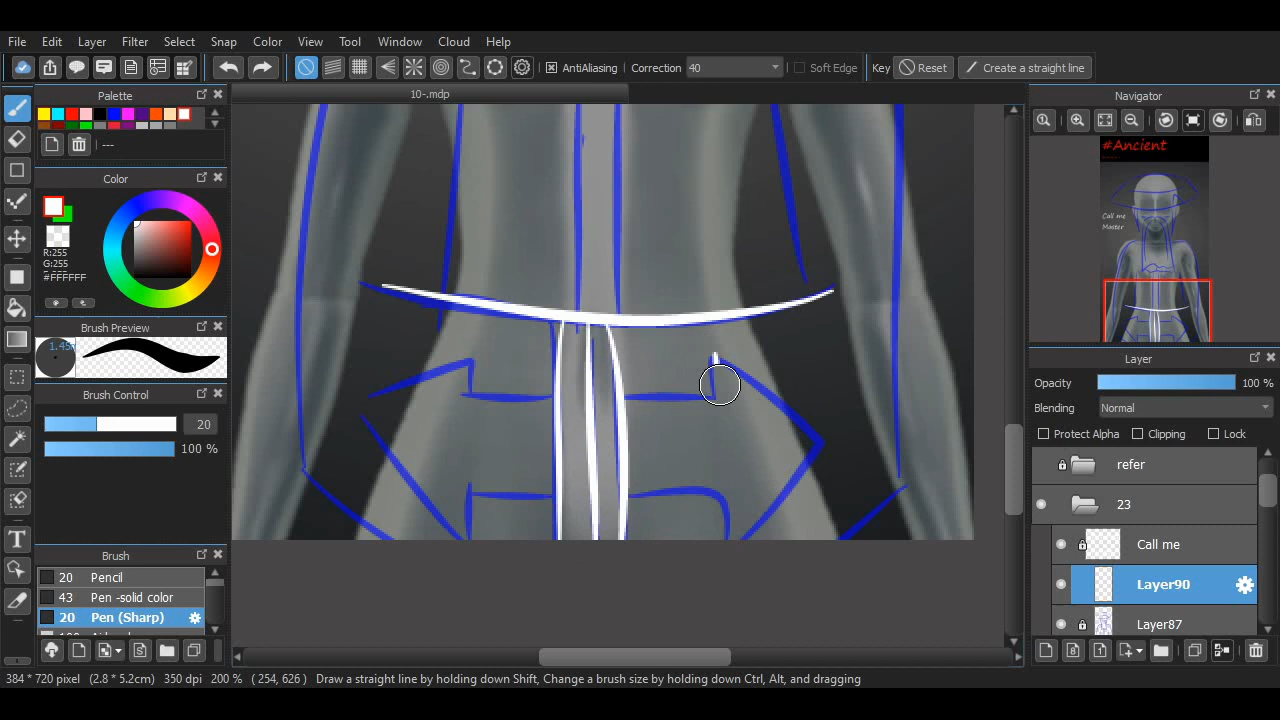 File Edit Layer Filter Select Snap Color View Tool Window Cloud Help
AntiAliasing Correction 40 Soft Edge Key Reset Create a straight line
Palette
10-.mdp
Navigator
---
#Ancient
Color
Call me
Master
R:255
G:255
#FFFFFF
Brush Preview
1.45
Brush Control
20
100 %
Layer
Opacity 100 %
Blending Normal
Protect Alpha Clipping Lock
refer
23
Call me
Layer90
Layer87
Brush
20 Pencil
43 Pen -solid color
20 Pen (Sharp)
384 * 720 pixel (2.8 * 5.2cm) 350 dpi 200 % ( 254, 626 ) Draw a straight line by holding down Shift, Change a brush size by holding down Ctrl, Alt, and dragging